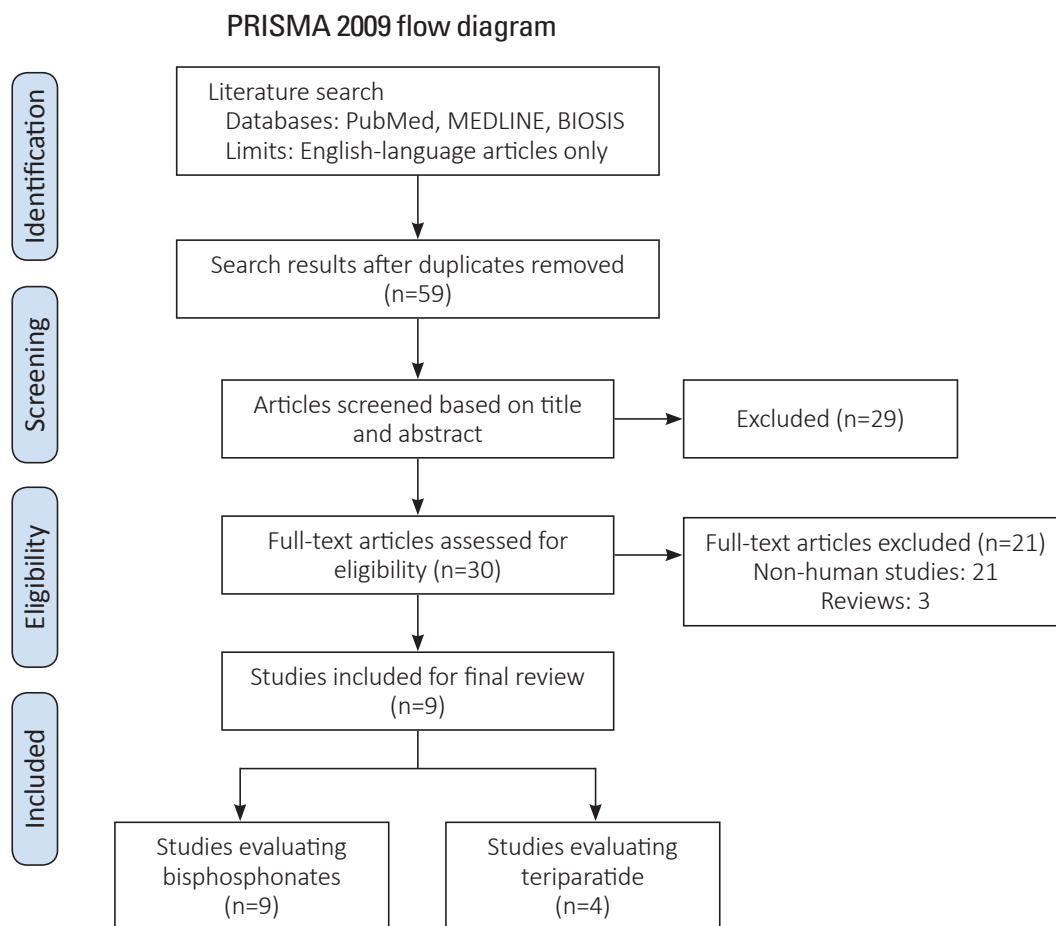 PRISMA 2009 flow diagram
Identification
Literature search
Databases: PubMed, MEDLINE, BIOSIS
Limits: English-language articles only
Search results after duplicates removed
(n=59)
Screening
Articles screened based on title
and abstract
Excluded (n=29)
Eligibility
Full-text articles assessed for
eligibility (n=30)
Full-text articles excluded (n=21)
Non-human studies: 21
Reviews: 3
Included
Studies included for final review
(n=9)
Studies evaluating
bisphosphonates
(n=9)
Studies evaluating
teriparatide
(n=4)